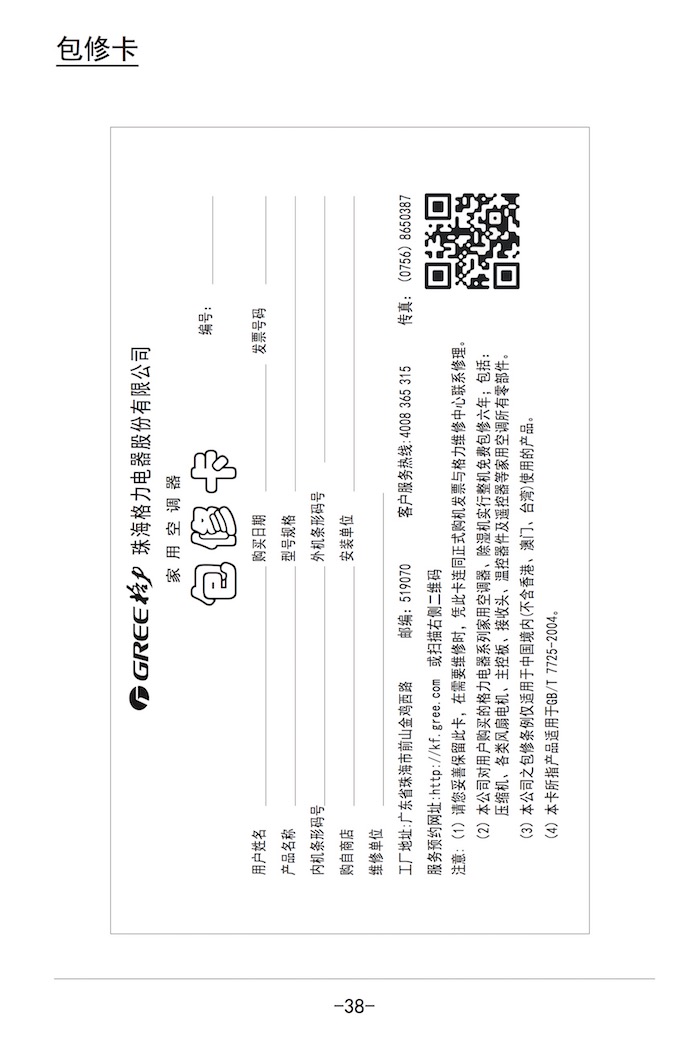 包修卡
GREE格力 珠海格力电器股份有限公司
家用空调器
包修卡
编号：
用户姓名 购买日期 发票号码
产品名称 型号规格
内机条形码号 外机条形码号
购自商店 安装单位
维修单位
工厂地址:广东省珠海市前山金鸡西路 邮编: 519070 客户服务热线:4008 365 315 传真: (0756) 8650387
服务预约网址:http://kf.gree.com 或扫描右侧二维码
注意: (1) 请您妥善保留此卡，在需要维修时，凭此卡连同正式购机发票与格力维修中心联系修理。
(2) 本公司对用户购买的格力电器系列家用空调器、除湿机实行整机免费包修六年；包括:
压缩机、各类风扇电机、主控板、接收头、温控器件及遥控器等家用空调所有零部件。
(3) 本公司之包修条例仅适用于中国境内(不含香港、澳门、台湾)使用的产品。
(4) 本卡所指产品适用于GB/T 7725-2004。
-38-